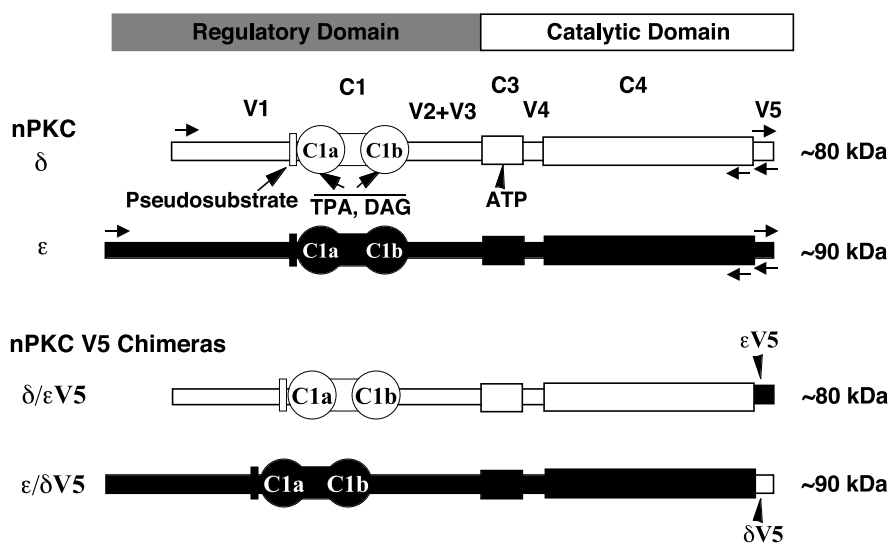 Regulatory Domain Catalytic Domain
C1 C3 C4
V1 V2+V3 V4 V5
nPKC
δ C1a C1b ~80 kDa
Pseudosubstrate TPA, DAG ATP
ε C1a C1b ~90 kDa
nPKC V5 Chimeras
εV5
δ/εV5 C1a C1b ~80 kDa
ε/δV5 C1a C1b ~90 kDa
δV5